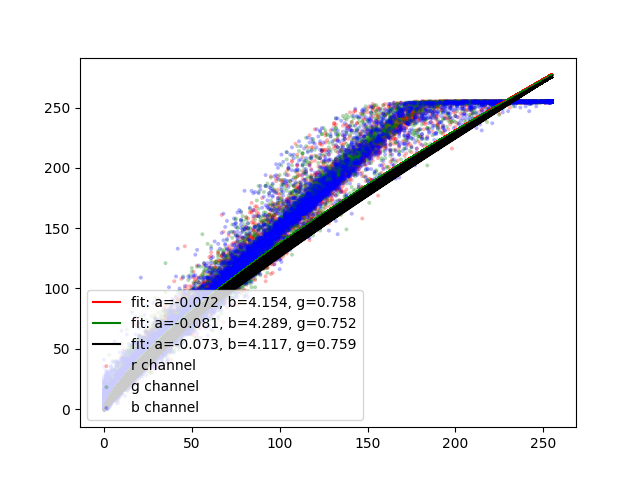 250
200
150
100
50
0
fit: a=-0.072, b=4.154, g=0.758
fit: a=-0.081, b=4.289, g=0.752
fit: a=-0.073, b=4.117, g=0.759
r channel
g channel
b channel
0 50 100 150 200 250